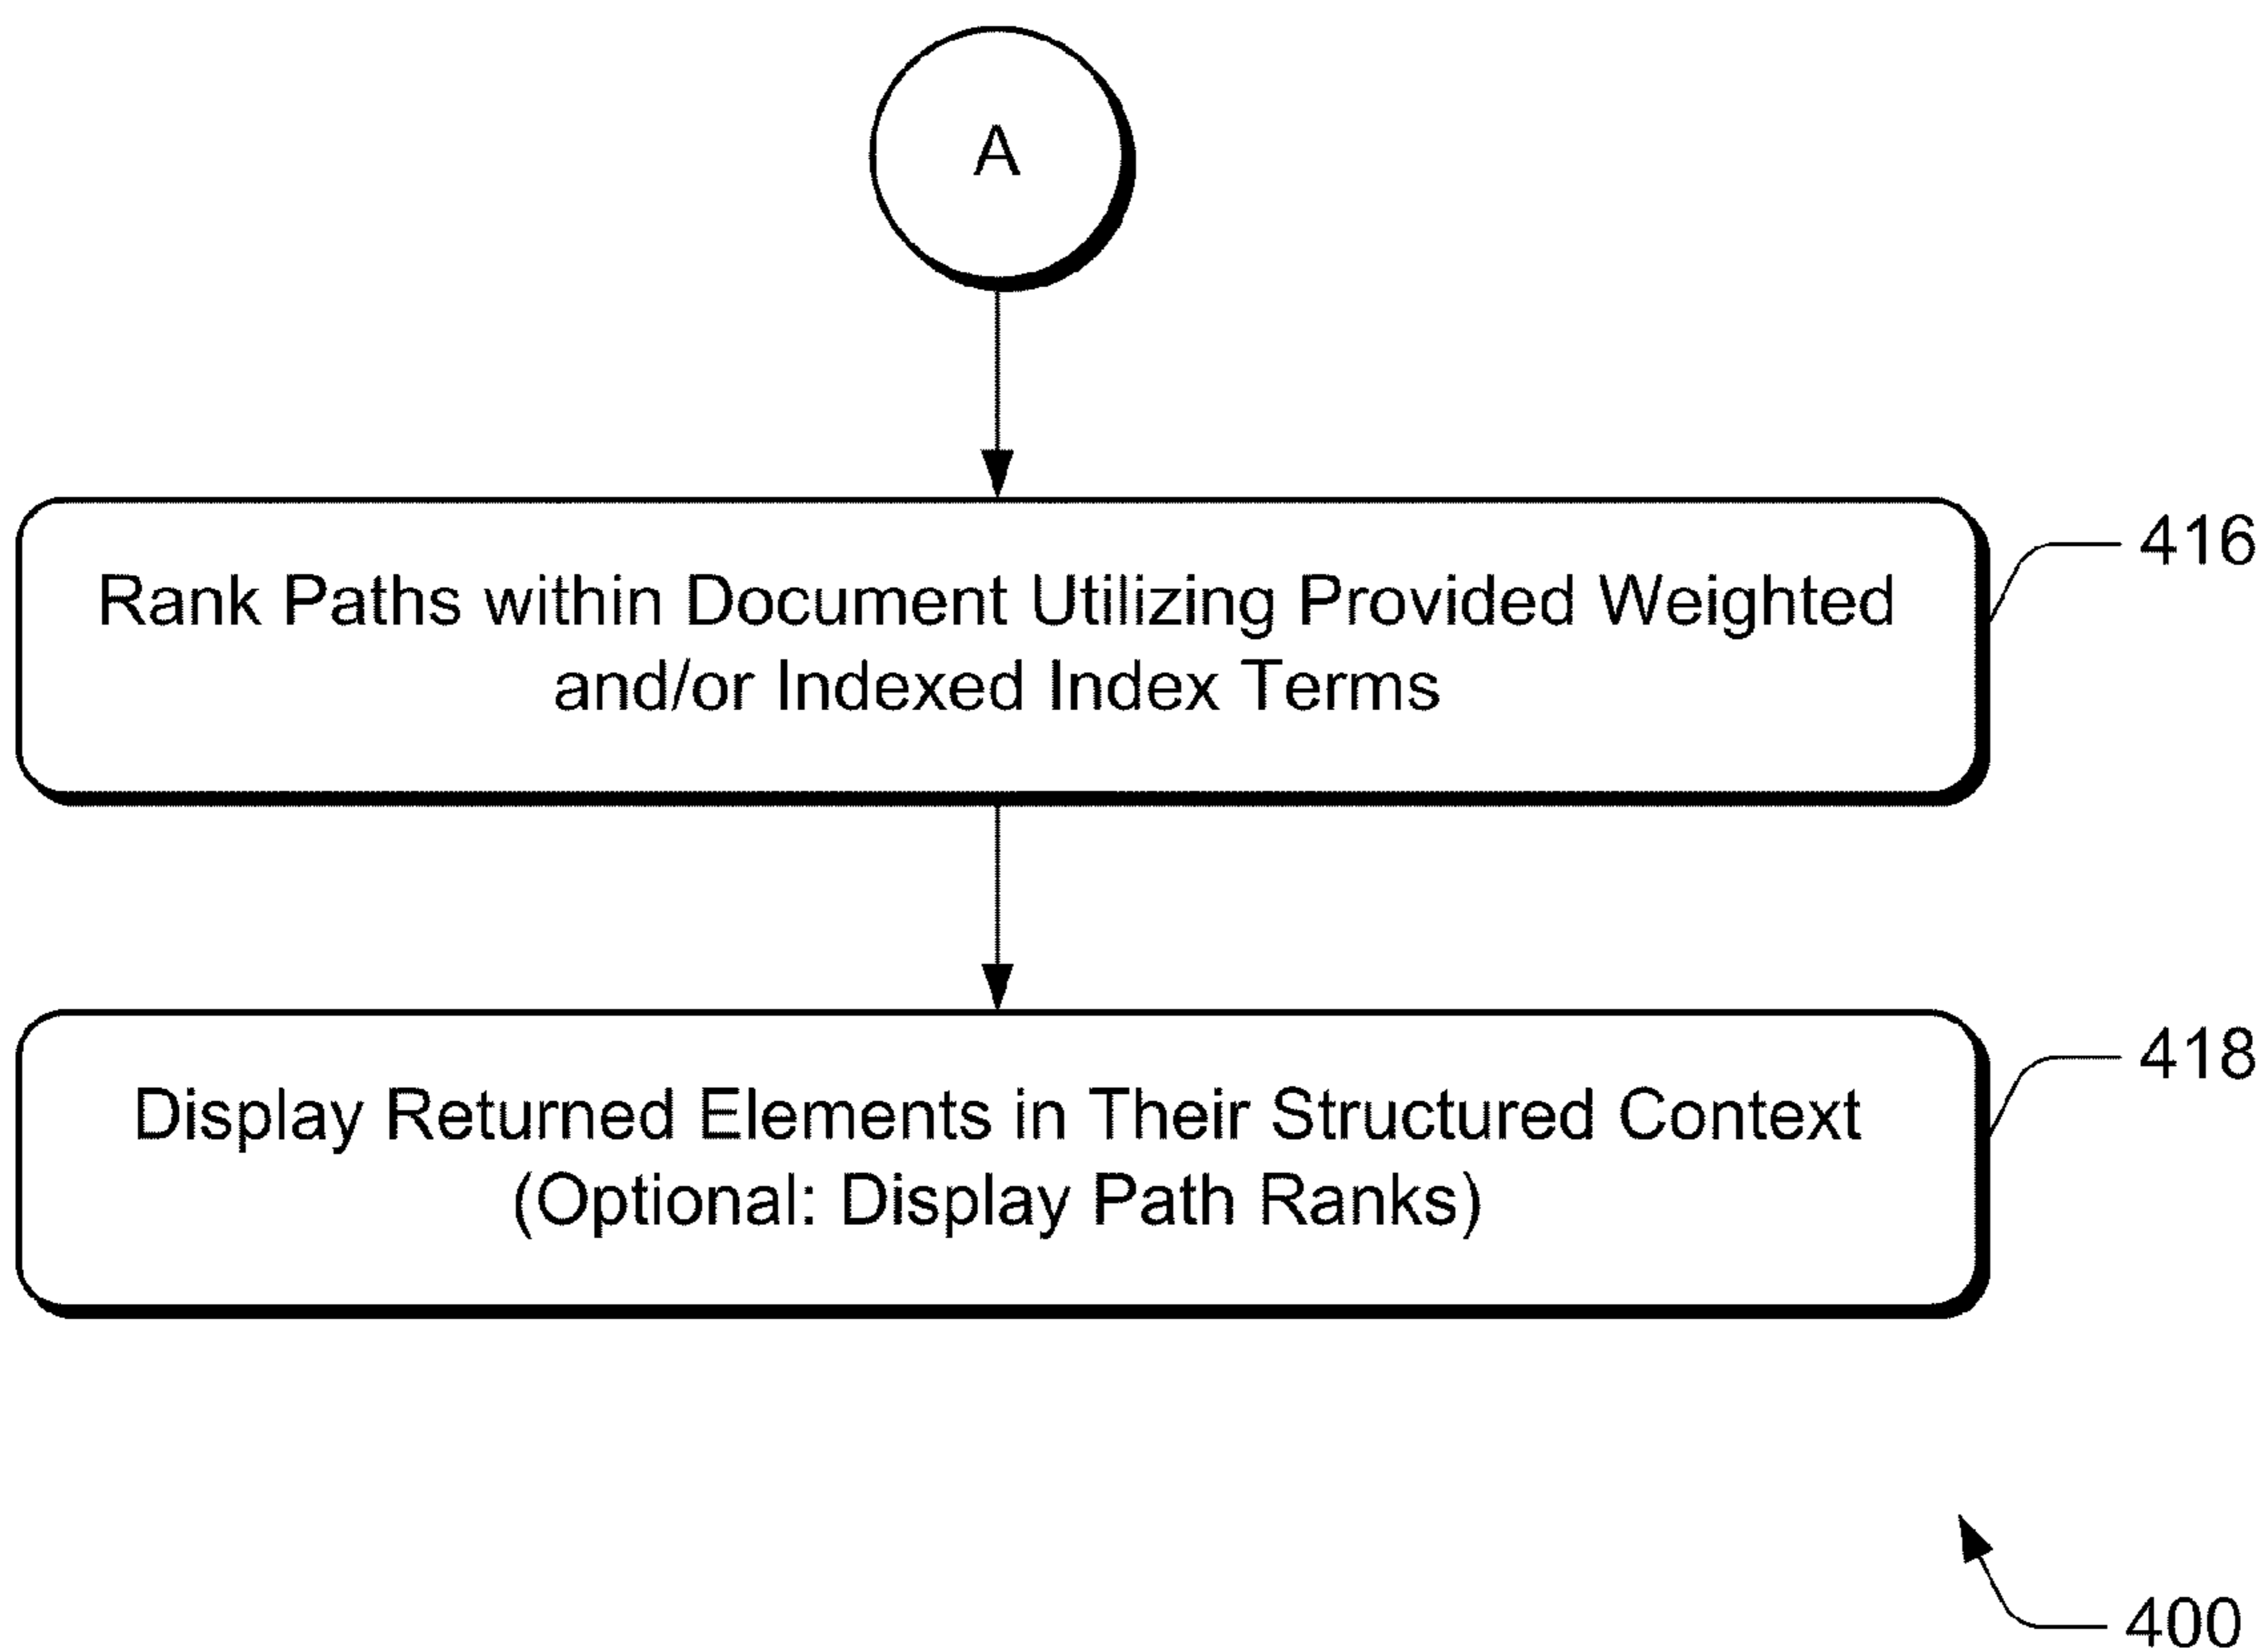 A
416
Rank Paths within Document Utilizing Provided Weighted
and/or Indexed Index Terms
418
Display Returned Elements in Their Structured Context
(Optional: Display Path Ranks)
400